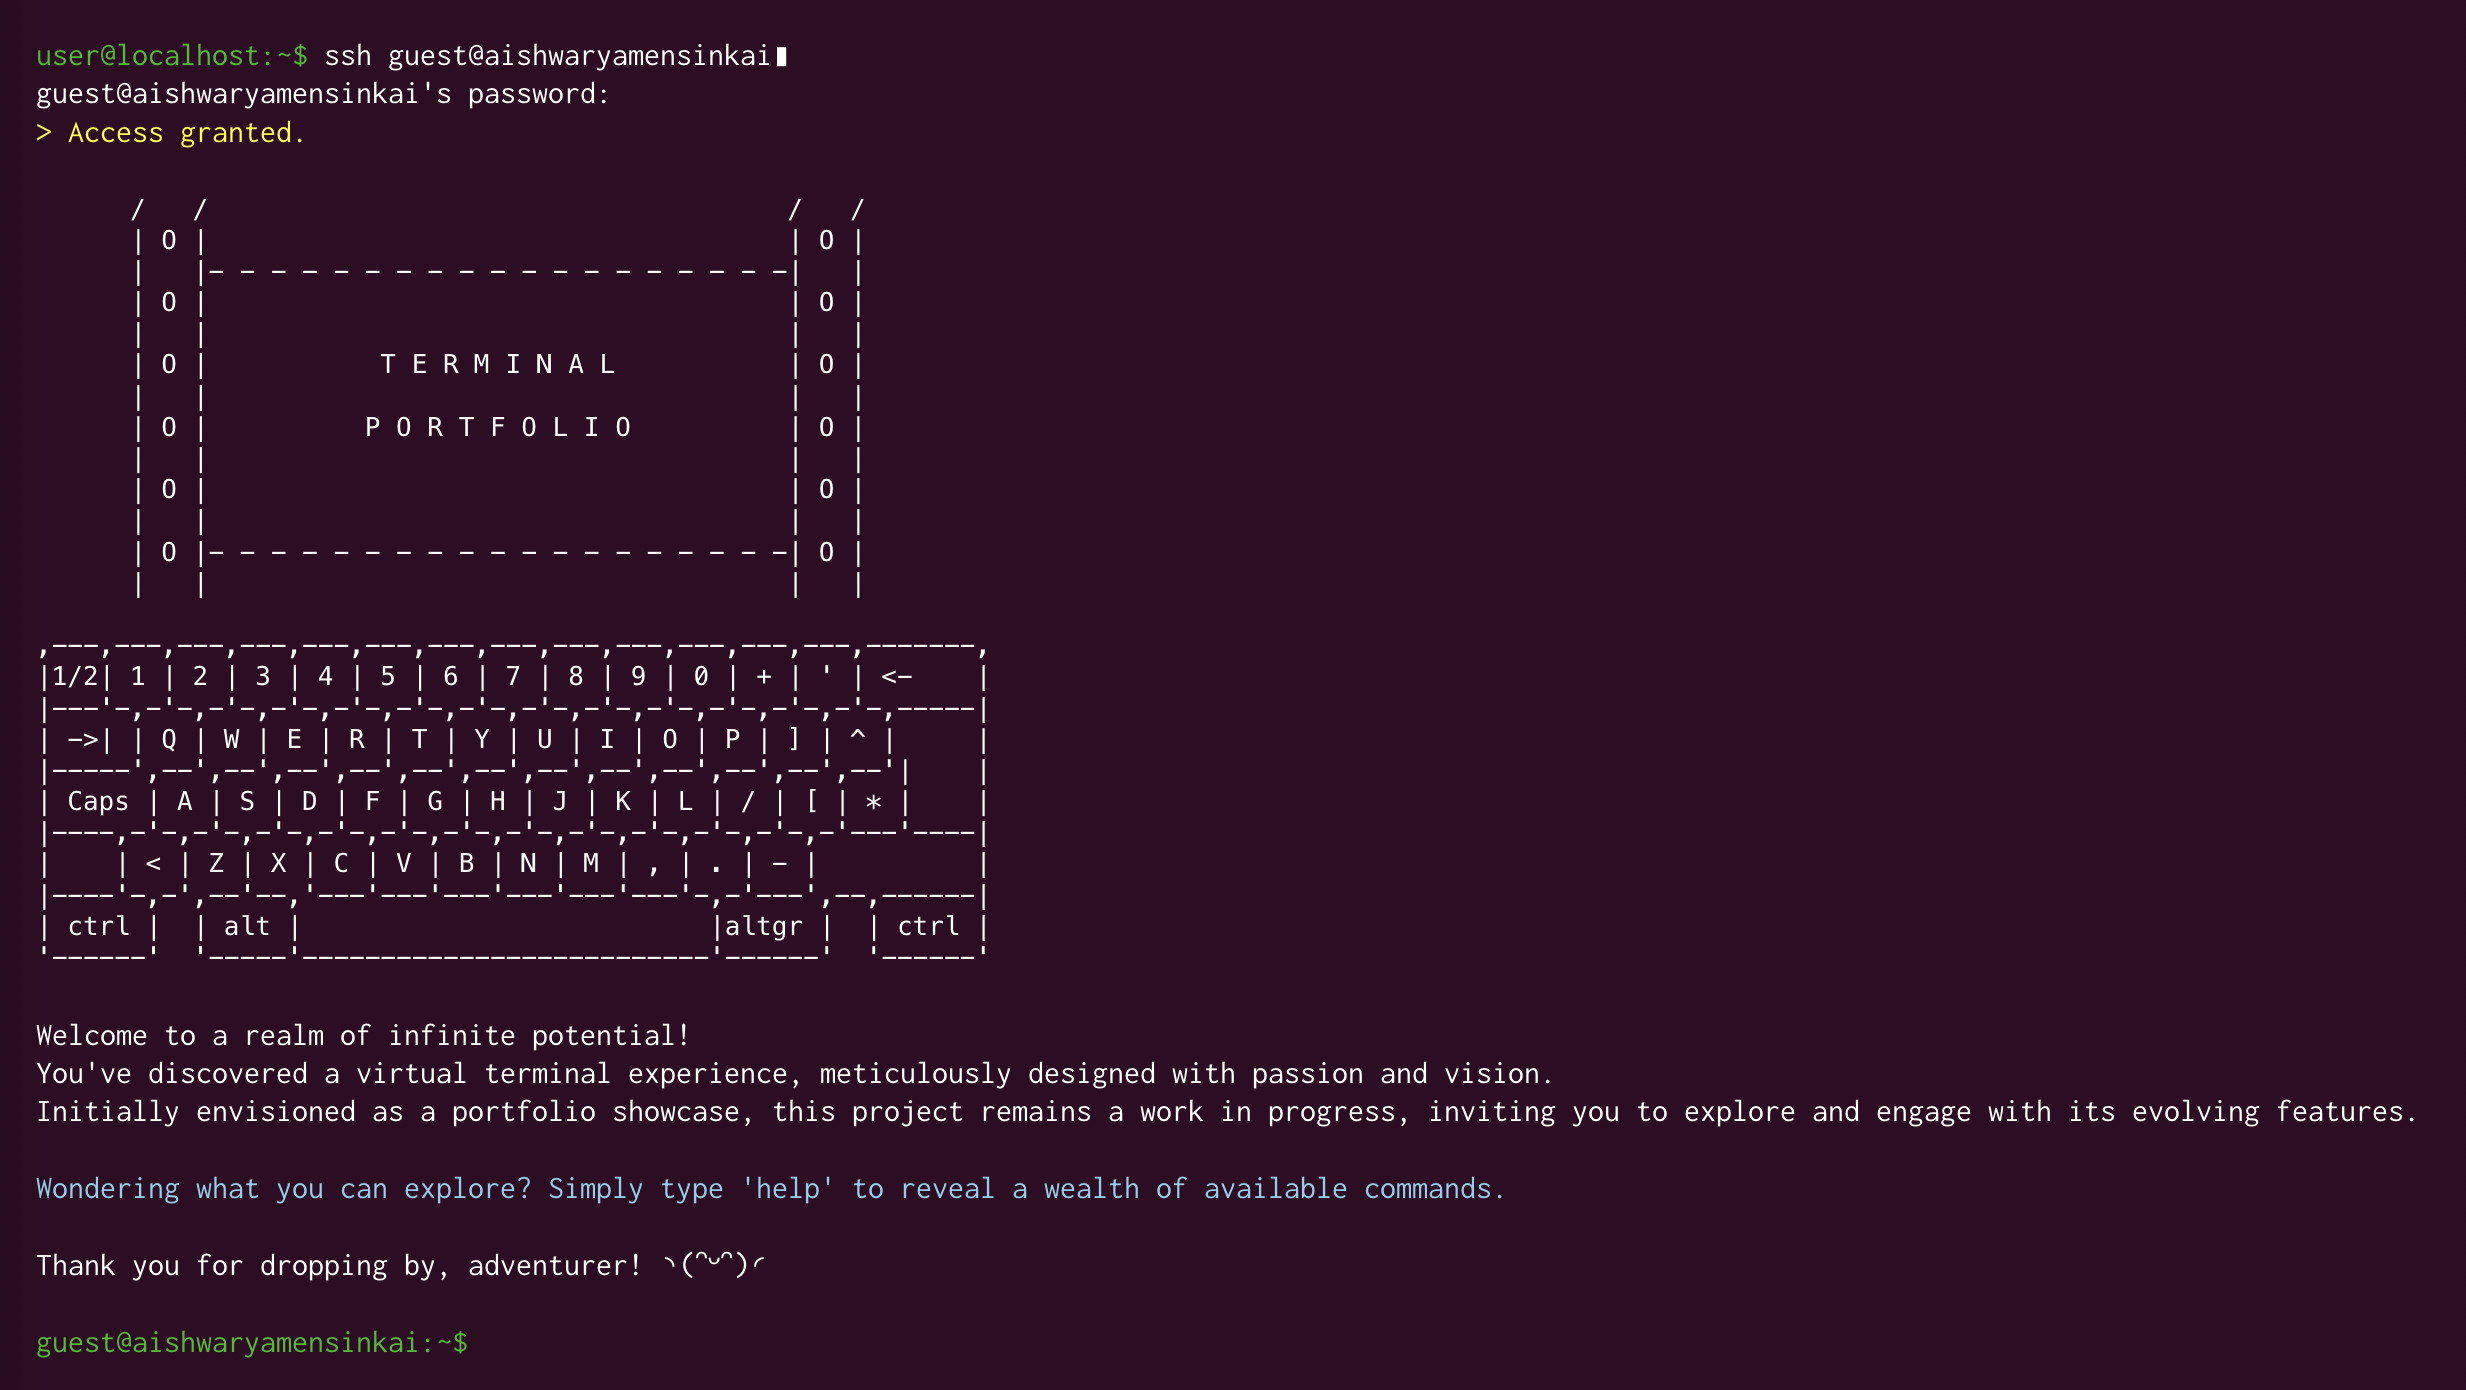 user@localhost:~$ ssh guest@aishwaryamensinkai
guest@aishwaryamensinkai's password:
> Access granted.
/   /                                     /   /
| O |                                     | O |
|   |- - - - - - - - - - - - - - - - - - -|   |
| O |                                     | O |
|   |                                     |   |
| O |           T E R M I N A L           | O |
|   |                                     |   |
| O |          P O R T F O L I O          | O |
|   |                                     |   |
| O |                                     | O |
|   |                                     |   |
| O |- - - - - - - - - - - - - - - - - - -| O |
|   |                                     |   |
,---,---,---,---,---,---,---,---,---,---,---,---,---,-------,
|1/2| 1 | 2 | 3 | 4 | 5 | 6 | 7 | 8 | 9 | 0 | + | ' | <-    |
|---'-,-'-,-'-,-'-,-'-,-'-,-'-,-'-,-'-,-'-,-'-,-'-,-'-,-----|
| ->| | Q | W | E | R | T | Y | U | I | O | P | ] | ^ |     |
|-----',--',--',--',--',--',--',--',--',--',--',--',--'|    |
| Caps | A | S | D | F | G | H | J | K | L | / | [ | * |    |
|----,-'-,-'-,-'-,-'-,-'-,-'-,-'-,-'-,-'-,-'-,-'-,-'---'----|
|    | < | Z | X | C | V | B | N | M | , | . | - |          |
|----'-,-',--'--,'---'---'---'---'---'---'-,-'---',--,------|
| ctrl |  | alt |                          |altgr |  | ctrl |
'------'  '-----'--------------------------'------'  '------'
Welcome to a realm of infinite potential!
You've discovered a virtual terminal experience, meticulously designed with passion and vision.
Initially envisioned as a portfolio showcase, this project remains a work in progress, inviting you to explore and engage with its evolving features.
Wondering what you can explore? Simply type 'help' to reveal a wealth of available commands.
Thank you for dropping by, adventurer! ◝(ᵔᵕᵔ)◜
guest@aishwaryamensinkai:~$